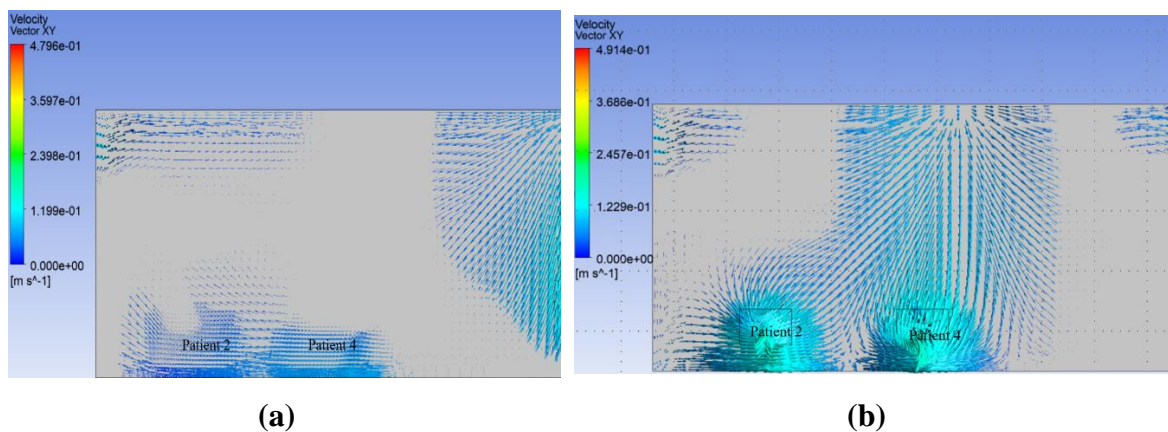 Velocity
Vector XY
4.796e-01
3.597e-01
2.398e-01
1.199e-01
0.000e+00
[m s^-1]
Patient 2
Patient 4
(a)
Velocity
Vector XY
4.914e-01
3.686e-01
2.457e-01
1.229e-01
0.000e+00
[m s^-1]
Patient 2
Patient 4
(b)